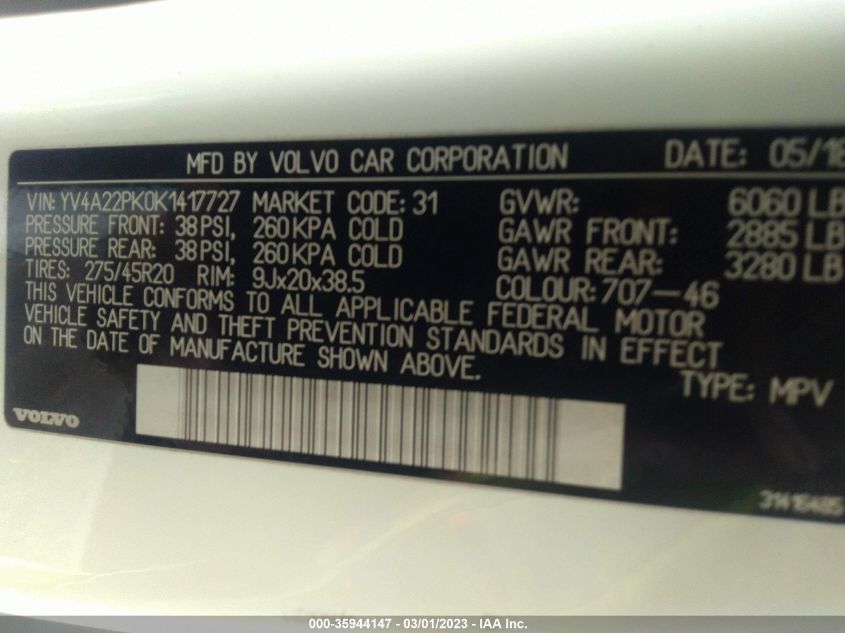 MFD BY VOLVO CAR CORPORATION DATE: 05/18
VIN: YV4A22PK0K1417727 MARKET CODE: 31 GVWR: 6060 LB
PRESSURE FRONT: 38 PSI, 260 KPA COLD GAWR FRONT: 2885 LB
PRESSURE REAR: 38 PSI, 260 KPA COLD GAWR REAR: 3280 LB
TIRES: 275/45R20 RIM: 9Jx20x38.5 COLOUR: 707-46
THIS VEHICLE CONFORMS TO ALL APPLICABLE FEDERAL MOTOR
VEHICLE SAFETY AND THEFT PREVENTION STANDARDS IN EFFECT
ON THE DATE OF MANUFACTURE SHOWN ABOVE.
TYPE: MPV
VOLVO
31416485
000-35944147 - 03/01/2023 - IAA Inc.